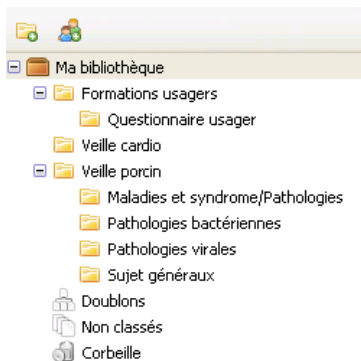 Ma bibliothèque
Formations usagers
Questionnaire usager
Veille cardio
Veille porcin
Maladies et syndrome/Pathologies
Pathologies bactériennes
Pathologies virales
Sujet généraux
Doublons
Non classés
Corbeille